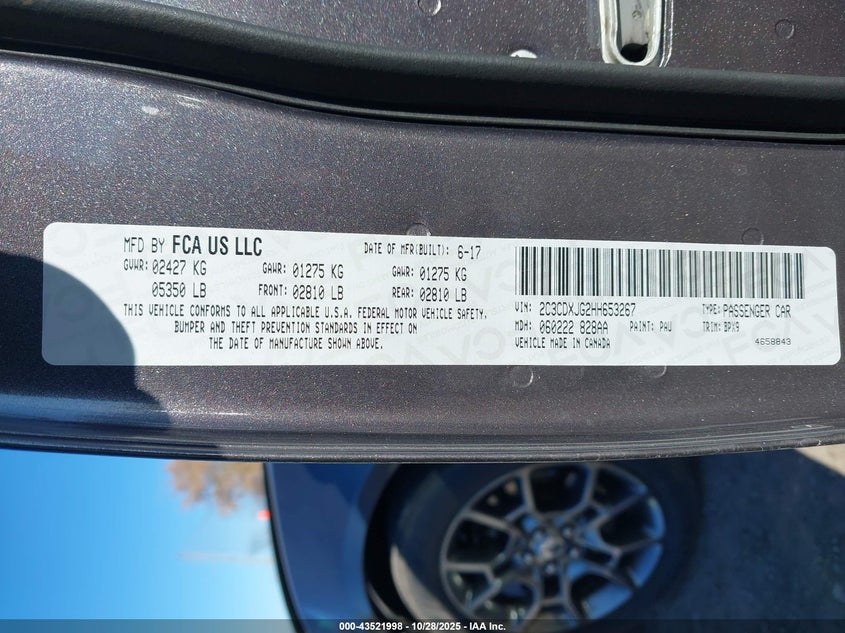 MFD BY FCA US LLC DATE OF MFR(BUILT): 6-17
GVWR: 02427 KG GAWR: 01275 KG GAWR: 01275 KG
05350 LB FRONT: 02810 LB REAR: 02810 LB
THIS VEHICLE CONFORMS TO ALL APPLICABLE U.S.A. FEDERAL MOTOR VEHICLE SAFETY,
BUMPER AND THEFT PREVENTION STANDARDS IN EFFECT ON
THE DATE OF MANUFACTURE SHOWN ABOVE.
VIN: 2C3CDXJG2HH653267 TYPE: PASSENGER CAR
MDH: 060222 828AA PAINT: PAU TRIM: BPX9
VEHICLE MADE IN CANADA 4658843
000-43521998 - 10/28/2025 - IAA Inc.